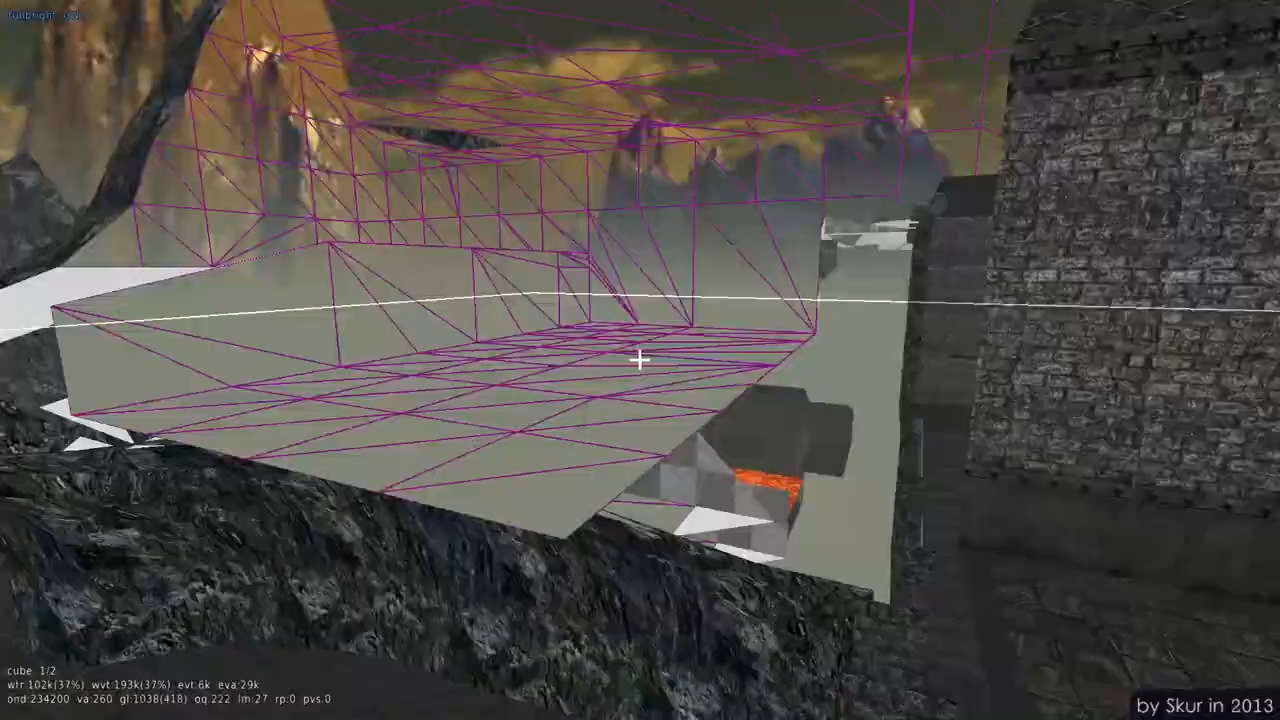 cube 1/2
wtr:102k(37%) wvt:193k(37%) evt:6k eva:29k
ond:234200 va:260 gl:1038(418) oq:222 lm:27 rp:0 pvs:0
by Skur in 2013